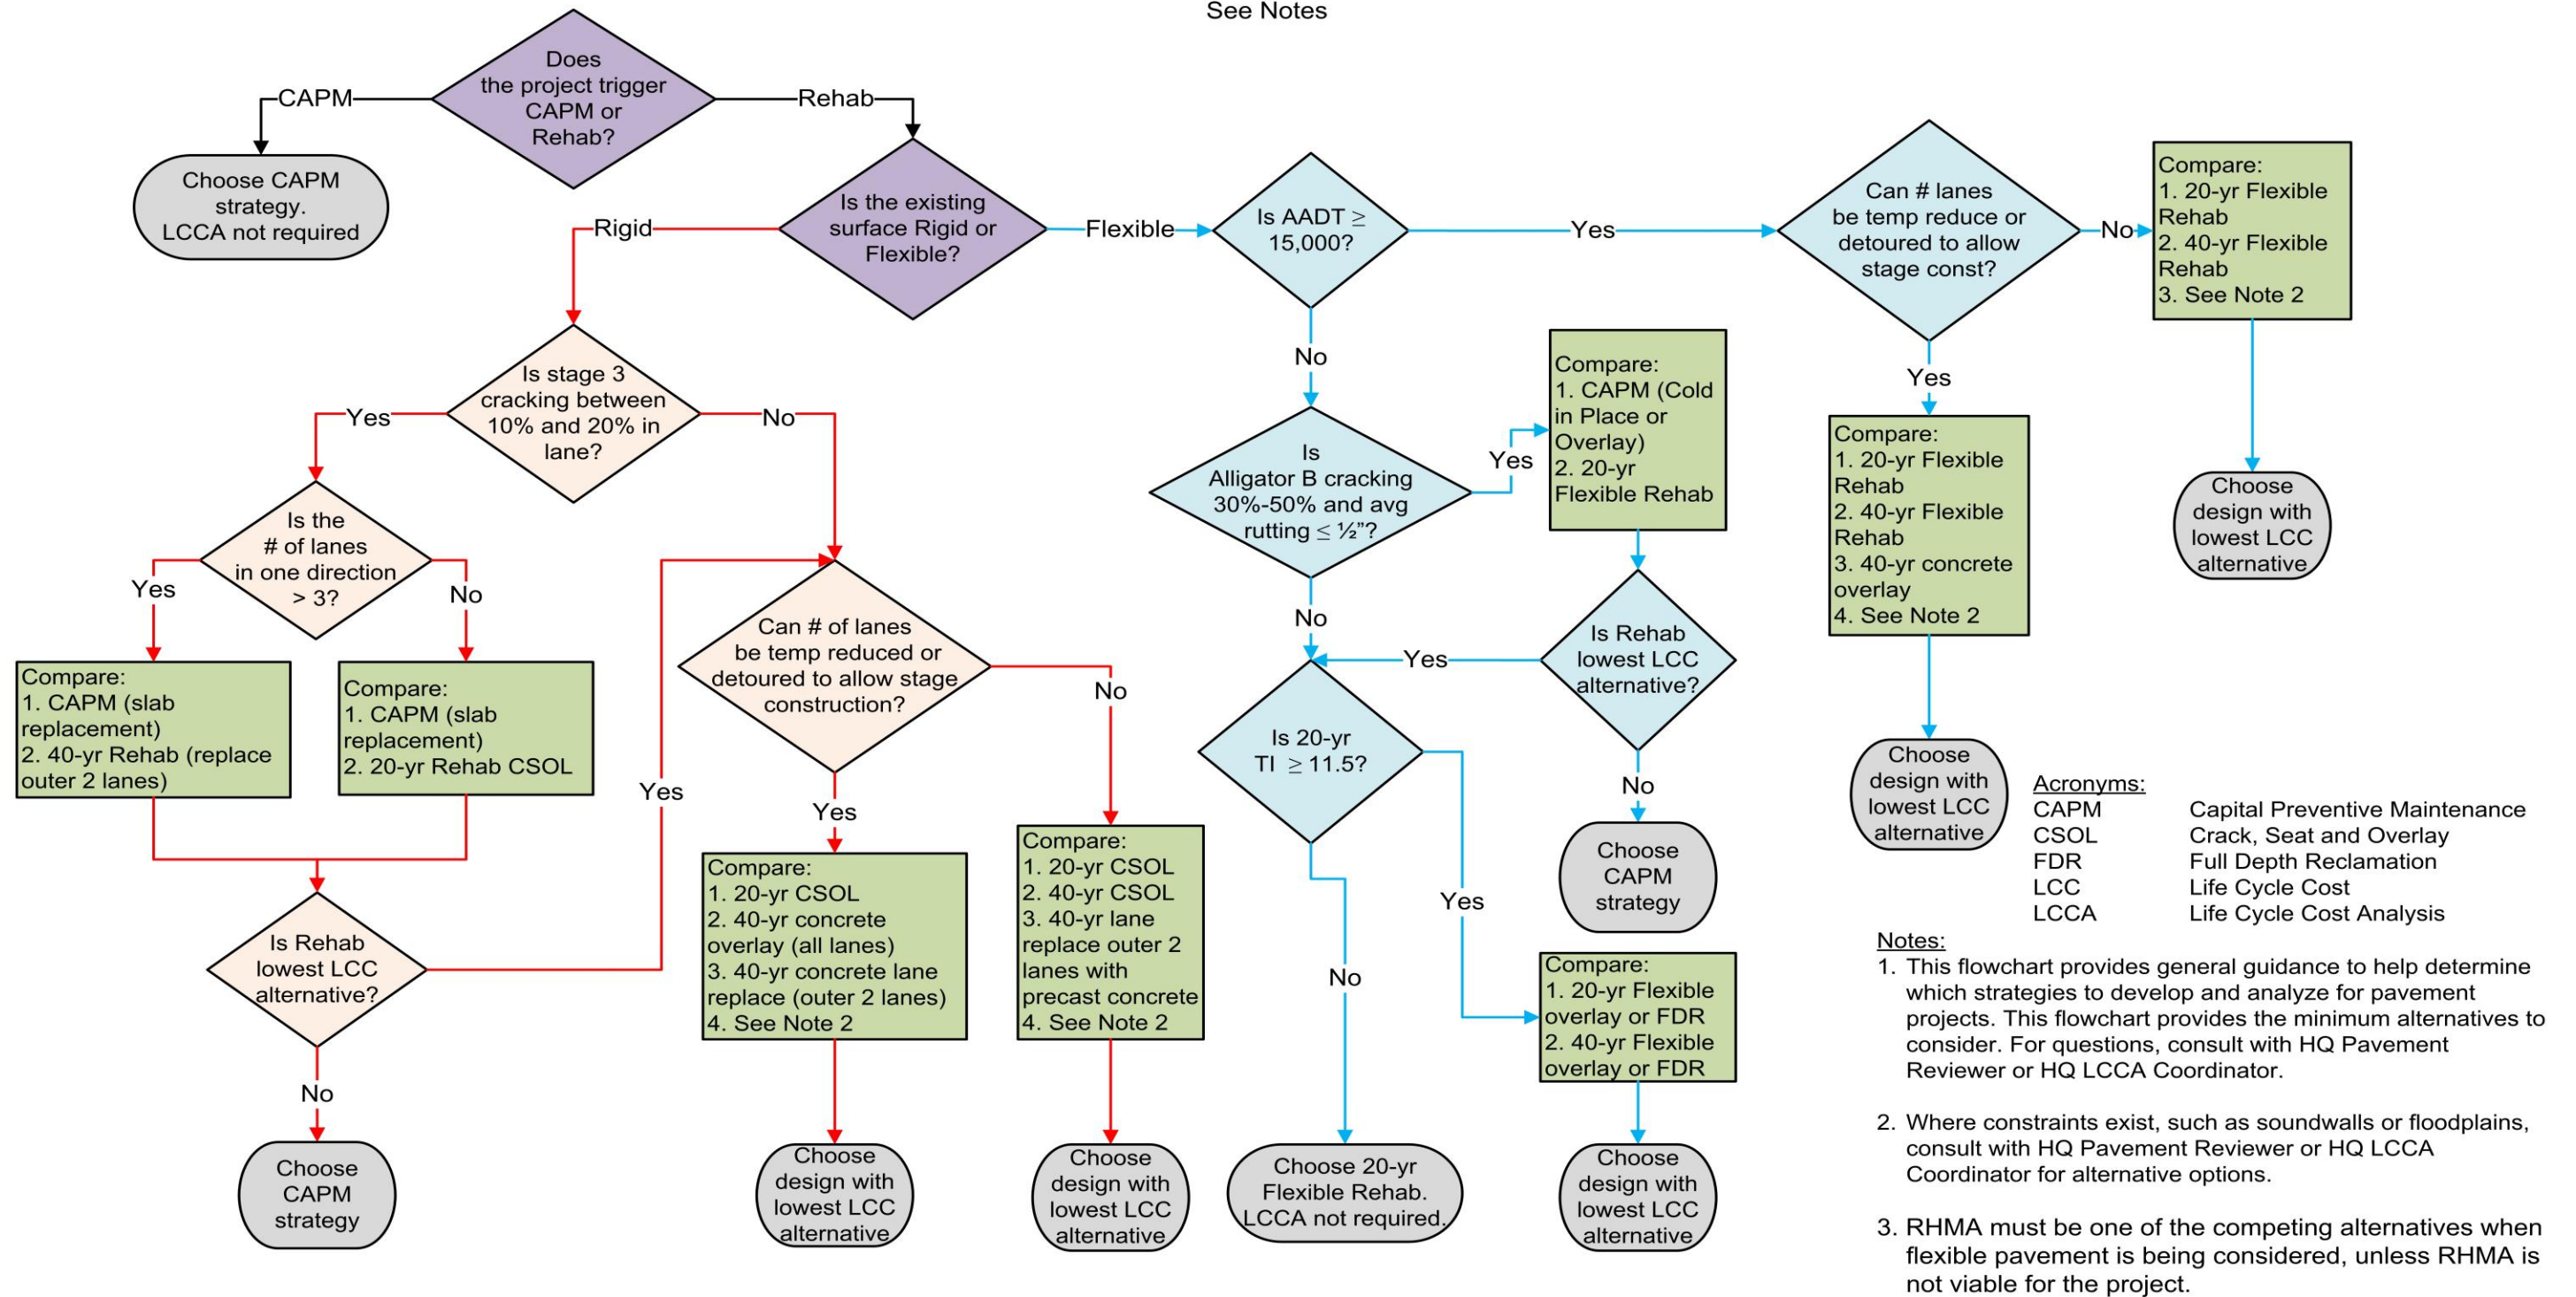 See Notes
Does
the project trigger
CAPM or
Rehab?
CAPM
Rehab
Choose CAPM
strategy.
LCCA not required
Is the existing
surface Rigid or
Flexible?
Rigid
Flexible
Is AADT ≥
15,000?
Yes
Can # lanes
be temp reduce or
detoured to allow
stage const?
No
Compare:
1. 20-yr Flexible
Rehab
2. 40-yr Flexible
Rehab
3. See Note 2
Choose
design with
lowest LCC
alternative
Yes
Compare:
1. 20-yr Flexible
Rehab
2. 40-yr Flexible
Rehab
3. 40-yr concrete
overlay
4. See Note 2
Choose
design with
lowest LCC
alternative
No
Is
Alligator B cracking
30%-50% and avg
rutting ≤ ½”?
Yes
Compare:
1. CAPM (Cold
in Place or
Overlay)
2. 20-yr
Flexible Rehab
Is Rehab
lowest LCC
alternative?
Yes
No
Choose
CAPM
strategy
No
Is 20-yr
TI ≥ 11.5?
Yes
Compare:
1. 20-yr Flexible
overlay or FDR
2. 40-yr Flexible
overlay or FDR
Choose
design with
lowest LCC
alternative
No
Choose 20-yr
Flexible Rehab.
LCCA not required.
Is stage 3
cracking between
10% and 20% in
lane?
Yes
No
Is the
# of lanes
in one direction
> 3?
Yes
No
Compare:
1. CAPM (slab
replacement)
2. 40-yr Rehab (replace
outer 2 lanes)
Compare:
1. CAPM (slab
replacement)
2. 20-yr Rehab CSOL
Is Rehab
lowest LCC
alternative?
Yes
No
Choose
CAPM
strategy
Can # of lanes
be temp reduced or
detoured to allow stage
construction?
Yes
No
Compare:
1. 20-yr CSOL
2. 40-yr concrete
overlay (all lanes)
3. 40-yr concrete lane
replace (outer 2 lanes)
4. See Note 2
Choose
design with
lowest LCC
alternative
Compare:
1. 20-yr CSOL
2. 40-yr CSOL
3. 40-yr lane
replace outer 2
lanes with
precast concrete
4. See Note 2
Choose
design with
lowest LCC
alternative
Acronyms:
CAPM Capital Preventive Maintenance
CSOL Crack, Seat and Overlay
FDR Full Depth Reclamation
LCC Life Cycle Cost
LCCA Life Cycle Cost Analysis
Notes:
1. This flowchart provides general guidance to help determine
which strategies to develop and analyze for pavement
projects. This flowchart provides the minimum alternatives to
consider. For questions, consult with HQ Pavement
Reviewer or HQ LCCA Coordinator.
2. Where constraints exist, such as soundwalls or floodplains,
consult with HQ Pavement Reviewer or HQ LCCA
Coordinator for alternative options.
3. RHMA must be one of the competing alternatives when
flexible pavement is being considered, unless RHMA is
not viable for the project.